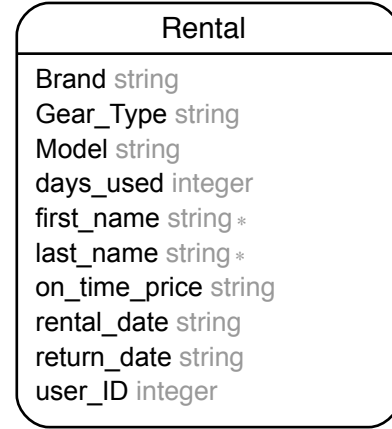 Rental
Brand string
Gear_Type string
Model string
days_used integer
first_name string *
last_name string *
on_time_price string
rental_date string
return_date string
user_ID integer